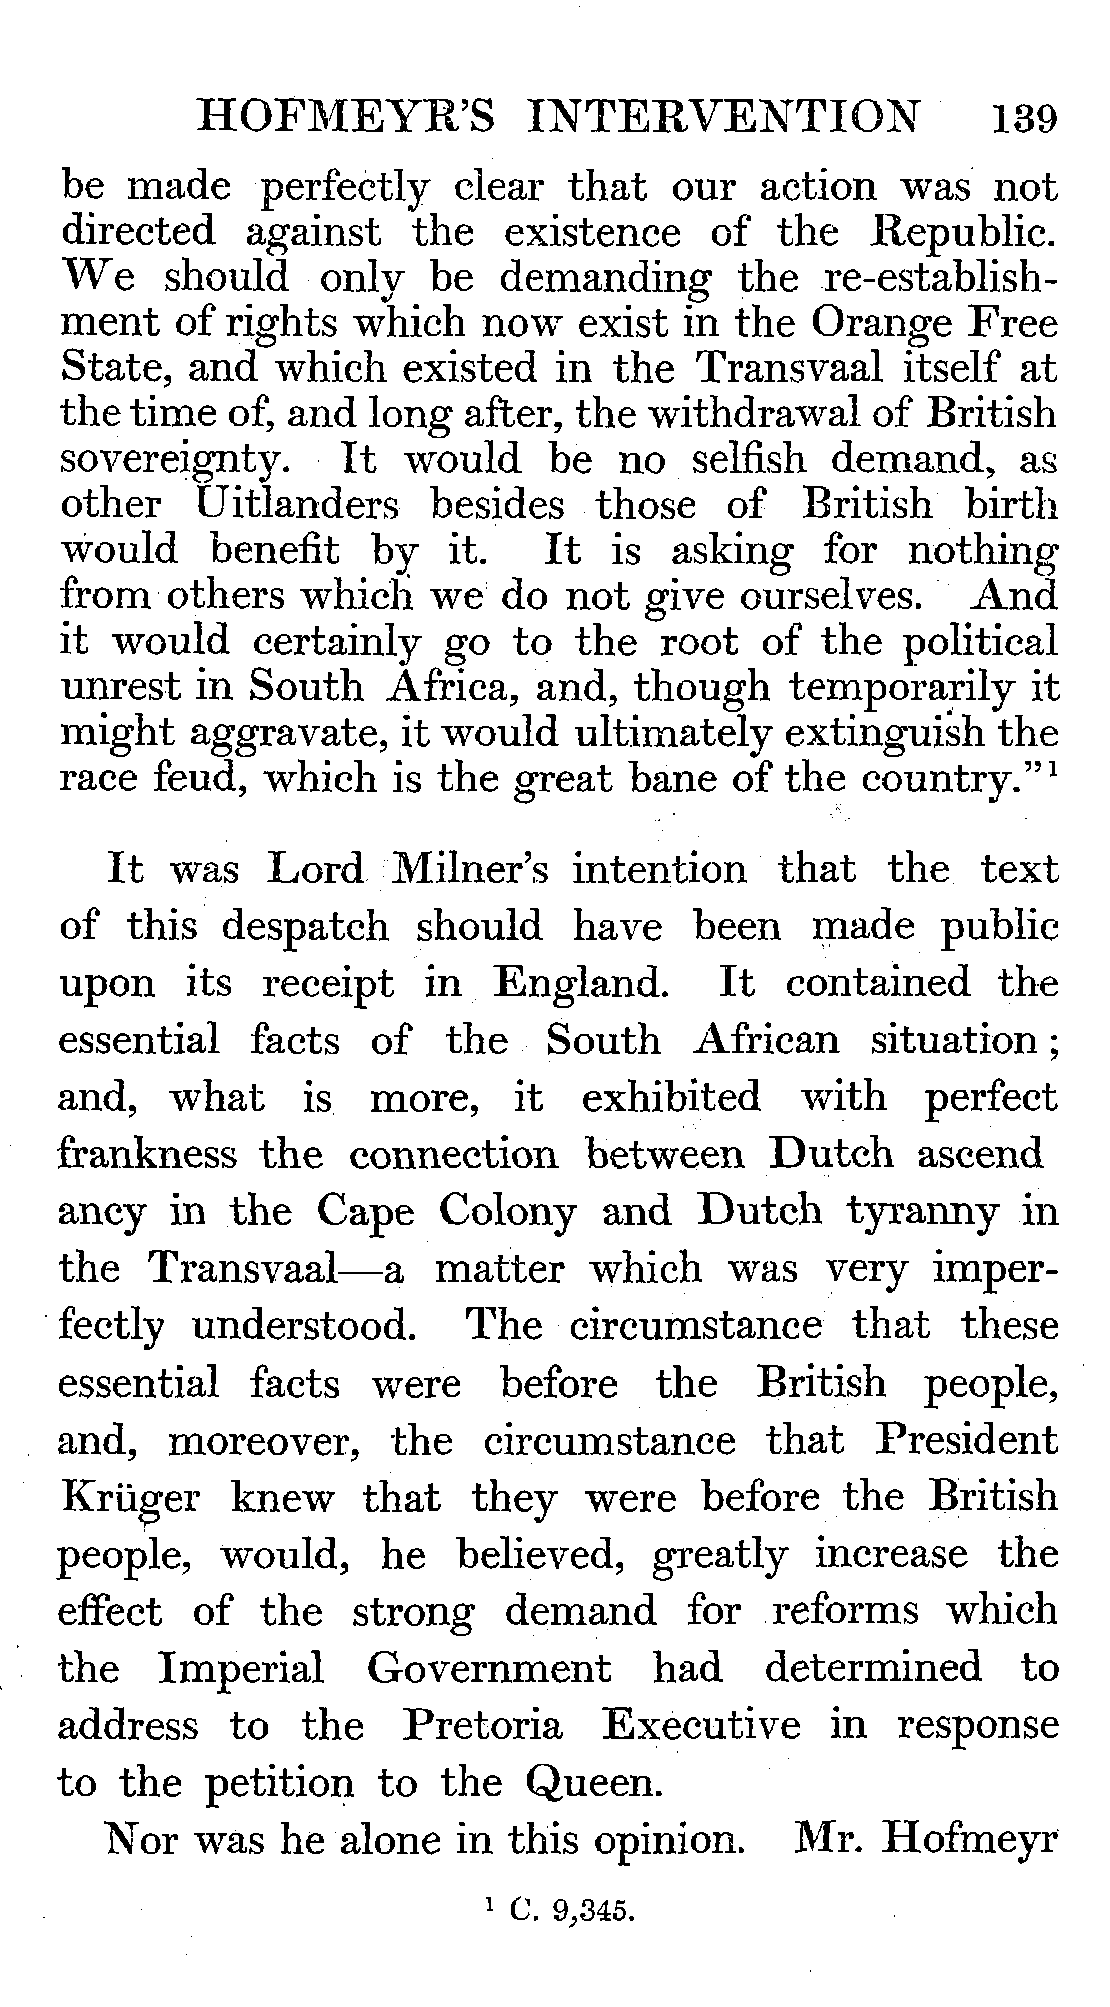 HOFMEYR'S INTERVENTION 139
be made perfectly clear that our action was not
directed against the existence of the Republic.
We should only be demanding the re-establish-
ment of rights which now exist in the Orange Free
State, and which existed in the Transvaal itself at
the time of, and long after, the withdrawal of British
sovereignty. It would be no selfish demand, as
other Uitlanders besides those of British birth
would benefit by it. It is asking for nothing
from others which we do not give ourselves. And
it would certainly go to the root of the political
unrest in South Africa, and, though temporarily it
might aggravate, it would ultimately extinguish the
race feud, which is the great bane of the country."¹
It was Lord Milner's intention that the text
of this despatch should have been made public
upon its receipt in England. It contained the
essential facts of the South African situation;
and, what is more, it exhibited with perfect
frankness the connection between Dutch ascend
ancy in the Cape Colony and Dutch tyranny in
the Transvaal—a matter which was very imper-
fectly understood. The circumstance that these
essential facts were before the British people,
and, moreover, the circumstance that President
Krüger knew that they were before the British
people, would, he believed, greatly increase the
effect of the strong demand for reforms which
the Imperial Government had determined to
address to the Pretoria Executive in response
to the petition to the Queen.
Nor was he alone in this opinion. Mr. Hofmeyr
¹ C. 9,345.